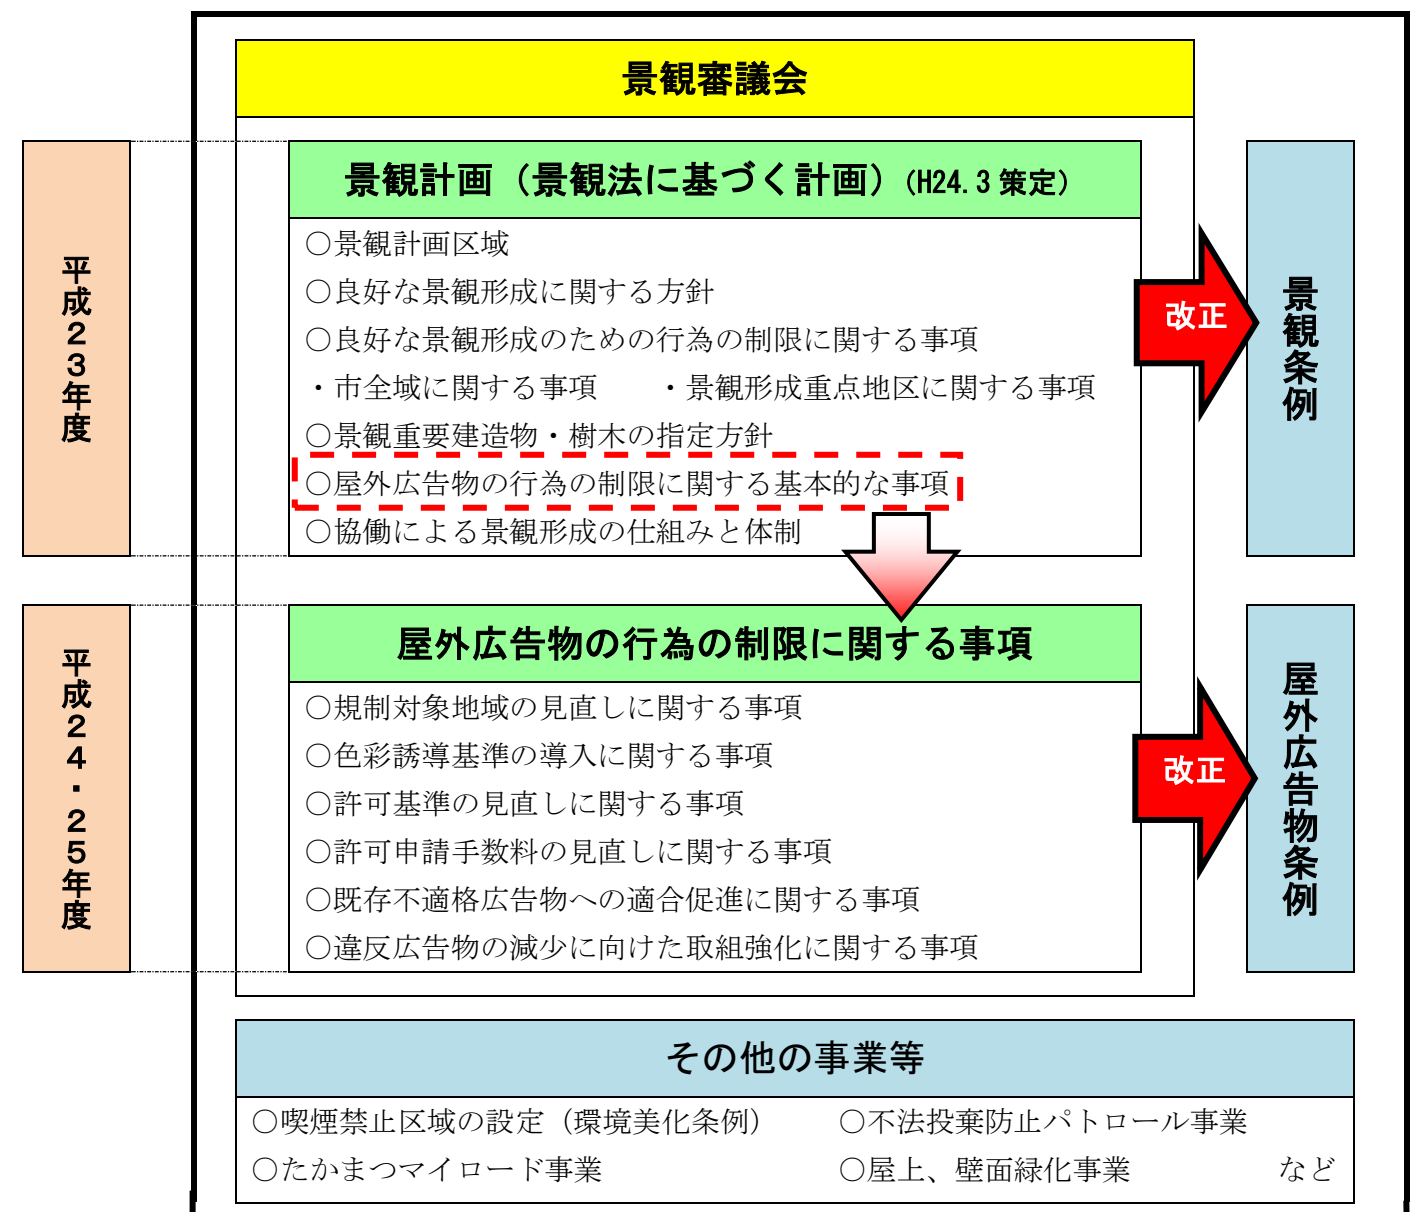 景観審議会
平成23年度
景観計画（景観法に基づく計画）(H24.3 策定)
○景観計画区域
○良好な景観形成に関する方針
○良好な景観形成のための行為の制限に関する事項
・市全域に関する事項　　・景観形成重点地区に関する事項
○景観重要建造物・樹木の指定方針
○屋外広告物の行為の制限に関する基本的な事項
○協働による景観形成の仕組みと体制
改正
景観条例
平成24・25年度
屋外広告物の行為の制限に関する事項
○規制対象地域の見直しに関する事項
○色彩誘導基準の導入に関する事項
○許可基準の見直しに関する事項
○許可申請手数料の見直しに関する事項
○既存不適格広告物への適合促進に関する事項
○違反広告物の減少に向けた取組強化に関する事項
改正
屋外広告物条例
その他の事業等
○喫煙禁止区域の設定（環境美化条例）　　○不法投棄防止パトロール事業
○たかまつマイロード事業　　○屋上、壁面緑化事業　　など